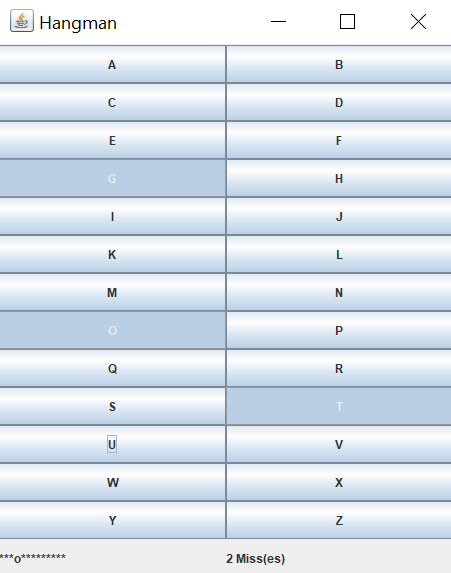 Hangman
A B
C D
E F
G H
I J
K L
M N
O P
Q R
S T
U V
W X
Y Z
***o********* 2 Miss(es)